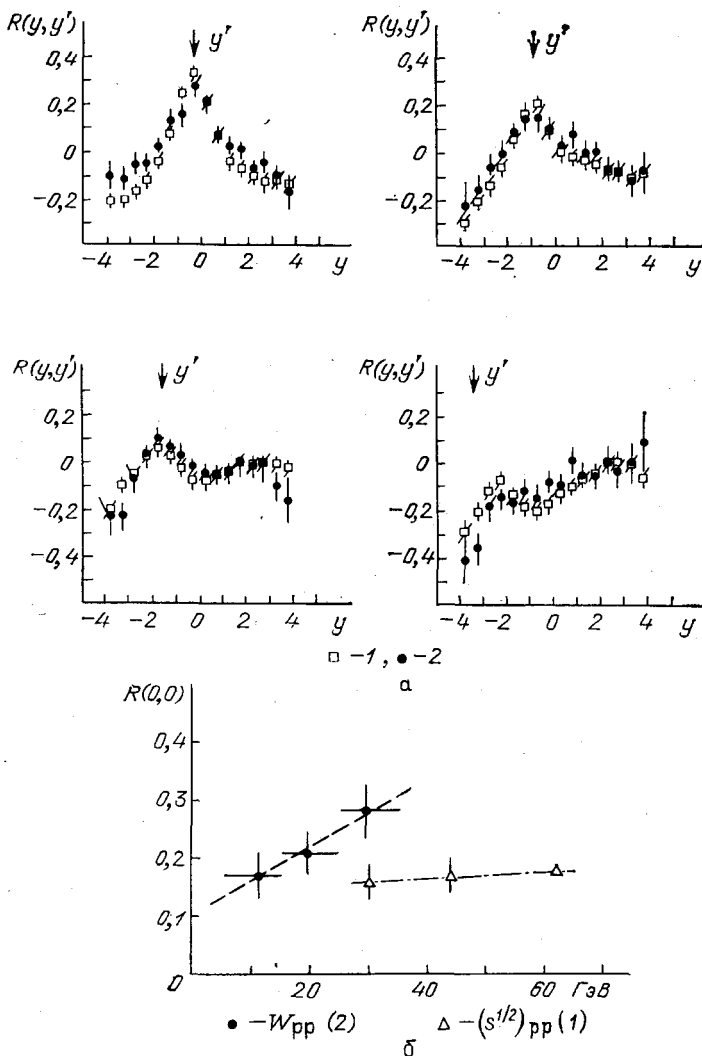 R(y,y')
0,4
0,2
0
-0,2
-4 -2 0 2 4 y
y'
R(y,y')
0,4
0,2
0
-0,2
-4 -2 0 2 4 y
y'
R(y,y')
0,2
0
-0,2
-0,4
-4 -2 0 2 4 y
y'
R(y,y')
0,2
0
-0,2
-0,4
-4 -2 0 2 4 y
y'
□ -1, ● -2
а
R(0,0)
0,4
0,3
0,2
0,1
0
20 40 60 ГэВ
● -Wpp (2) △ -(s^1/2)pp (1)
б